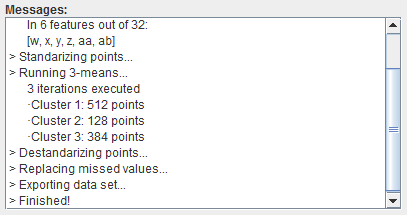 Messages:
In 6 features out of 32:
[w, x, y, z, aa, ab]
> Standarizing points...
> Running 3-means...
3 iterations executed
·Cluster 1: 512 points
·Cluster 2: 128 points
·Cluster 3: 384 points
> Destandarizing points...
> Replacing missed values...
> Exporting data set...
> Finished!